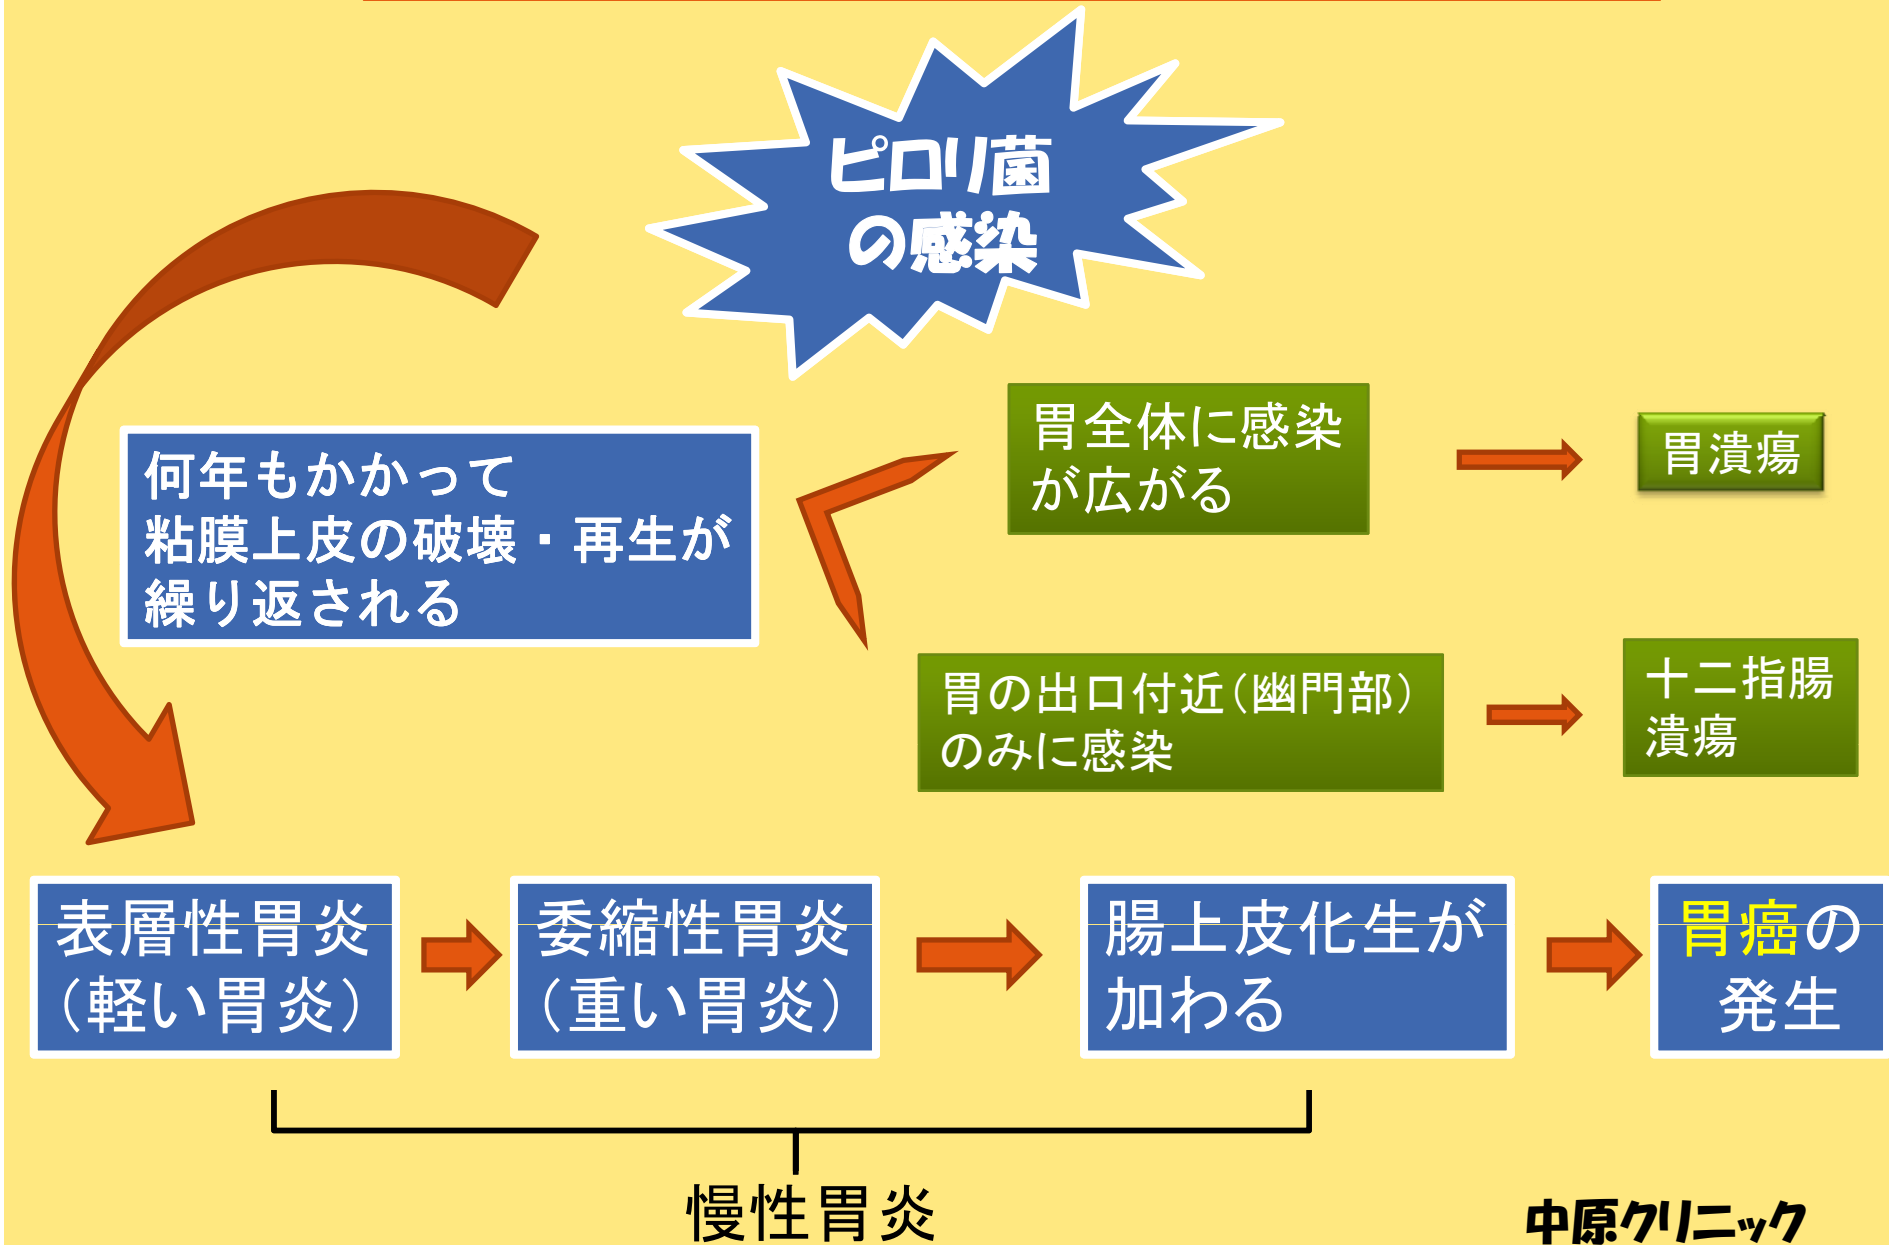 ピロリ菌
の感染
何年もかかって
粘膜上皮の破壊・再生が
繰り返される
胃全体に感染
が広がる
胃潰瘍
胃の出口付近（幽門部）
のみに感染
十二指腸
潰瘍
表層性胃炎
（軽い胃炎）
委縮性胃炎
（重い胃炎）
腸上皮化生が
加わる
胃癌の
発生
慢性胃炎
中原クリニック